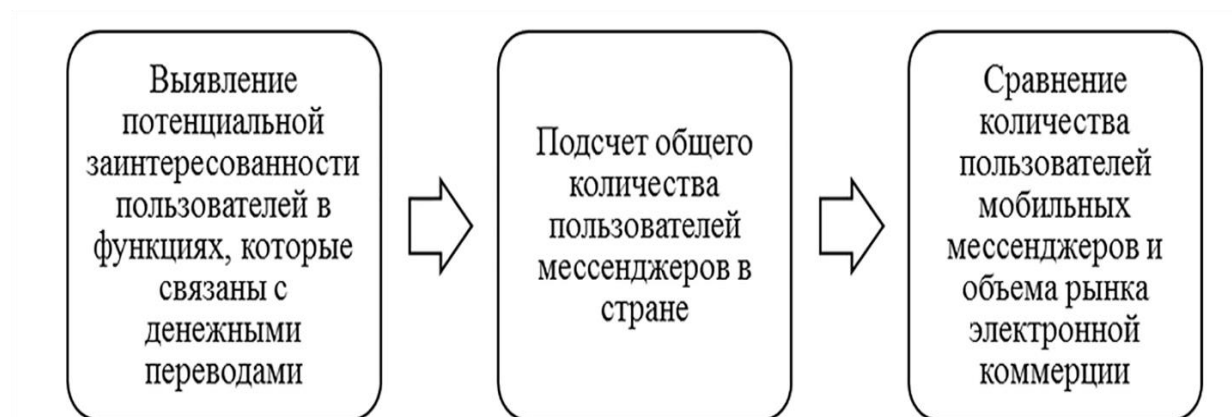 Выявление
потенциальной
заинтересованности
пользователей в
функциях, которые
связаны с
денежными
переводами
Подсчет общего
количества
пользователей
мессенджеров в
стране
Сравнение
количества
пользователей
мобильных
мессенджеров и
объема рынка
электронной
коммерции